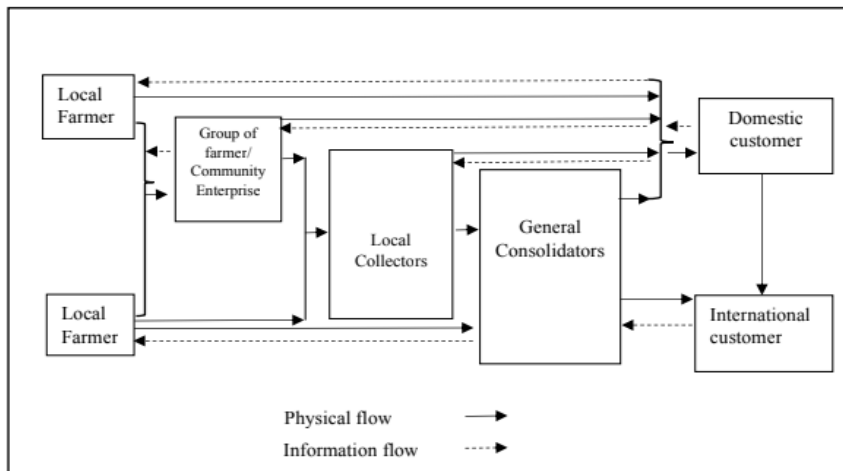 Local
Farmer
Group of
farmer/
Community
Enterprise
Local
Collectors
General
Consolidators
Domestic
customer
Local
Farmer
International
customer
Physical flow
Information flow